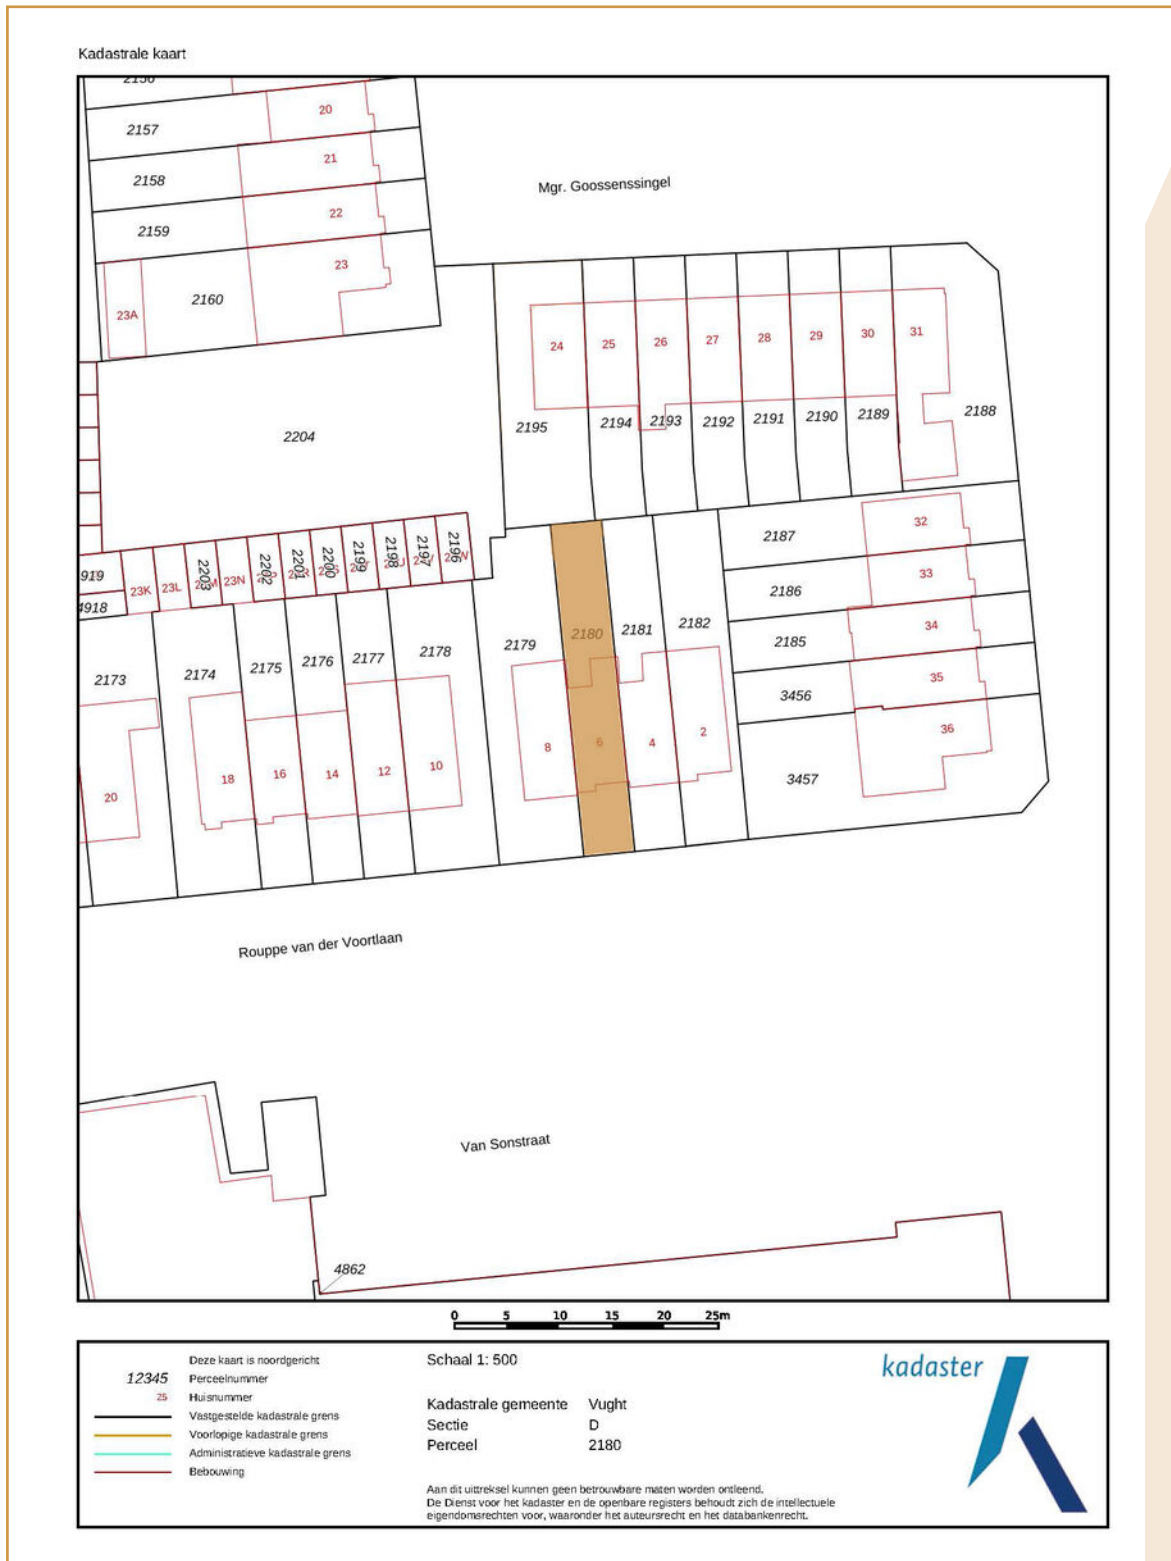 Kadastrale kaart
2156
2157
20
2158
21
2159
22
2160
23
23A
Mgr. Goossenssingel
24
25
26
27
28
29
30
31
2195
2194
2193
2192
2191
2190
2189
2188
2204
2187
32
2186
33
2185
34
3456
35
3457
36
4919
4918
23K
23L
2203
23N
2202
2201
2200
2199
2198
2197
2196
2173
2174
2175
2176
2177
2178
2179
2180
2181
2182
20
18
16
14
12
10
8
6
4
2
Rouppe van der Voortlaan
Van Sonstraat
4862
0 5 10 15 20 25m
Deze kaart is noordgericht
12345 Perceelnummer
25 Huisnummer
Vastgestelde kadastrale grens
Voorlopige kadastrale grens
Administratieve kadastrale grens
Bebouwing
Schaal 1: 500
Kadastrale gemeente Vught
Sectie D
Perceel 2180
Aan dit uittreksel kunnen geen betrouwbare maten worden ontleend.
De Dienst voor het kadaster en de openbare registers behoudt zich de intellectuele
eigendomsrechten voor, waaronder het auteursrecht en het databankenrecht.
kadaster